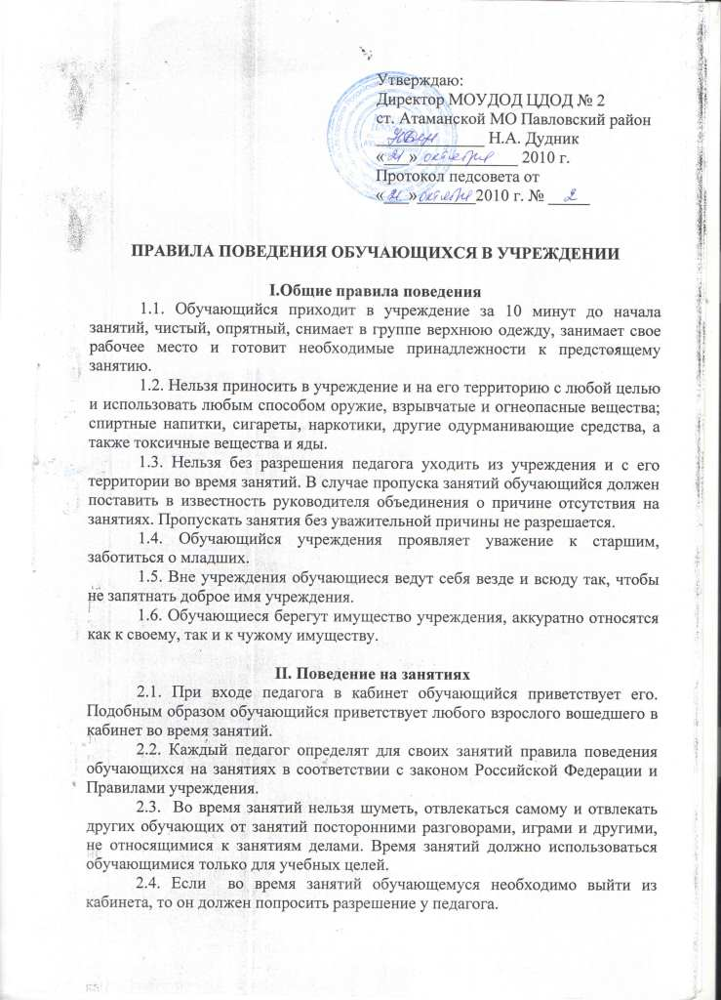 Утверждаю:
Директор МОУДОД ЦДОД № 2
ст. Атаманской МО Павловский район
_____________ Н.А. Дудник
«21» октября 2010 г.
Протокол педсовета от
«21» октября 2010 г. № 2
ПРАВИЛА ПОВЕДЕНИЯ ОБУЧАЮЩИХСЯ В УЧРЕЖДЕНИИ
I.Общие правила поведения
1.1. Обучающийся приходит в учреждение за 10 минут до начала
занятий, чистый, опрятный, снимает в группе верхнюю одежду, занимает свое
рабочее место и готовит необходимые принадлежности к предстоящему
занятию.
1.2. Нельзя приносить в учреждение и на его территорию с любой целью
и использовать любым способом оружие, взрывчатые и огнеопасные вещества;
спиртные напитки, сигареты, наркотики, другие одурманивающие средства, а
также токсичные вещества и яды.
1.3. Нельзя без разрешения педагога уходить из учреждения и с его
территории во время занятий. В случае пропуска занятий обучающийся должен
поставить в известность руководителя объединения о причине отсутствия на
занятиях. Пропускать занятия без уважительной причины не разрешается.
1.4. Обучающийся учреждения проявляет уважение к старшим,
заботиться о младших.
1.5. Вне учреждения обучающиеся ведут себя везде и всюду так, чтобы
не запятнать доброе имя учреждения.
1.6. Обучающиеся берегут имущество учреждения, аккуратно относятся
как к своему, так и к чужому имуществу.
II. Поведение на занятиях
2.1. При входе педагога в кабинет обучающийся приветствует его.
Подобным образом обучающийся приветствует любого взрослого вошедшего в
кабинет во время занятий.
2.2. Каждый педагог определят для своих занятий правила поведения
обучающихся на занятиях в соответствии с законом Российской Федерации и
Правилами учреждения.
2.3. Во время занятий нельзя шуметь, отвлекаться самому и отвлекать
других обучающих от занятий посторонними разговорами, играми и другими,
не относящимися к занятиям делами. Время занятий должно использоваться
обучающимися только для учебных целей.
2.4. Если во время занятий обучающемуся необходимо выйти из
кабинета, то он должен попросить разрешение у педагога.